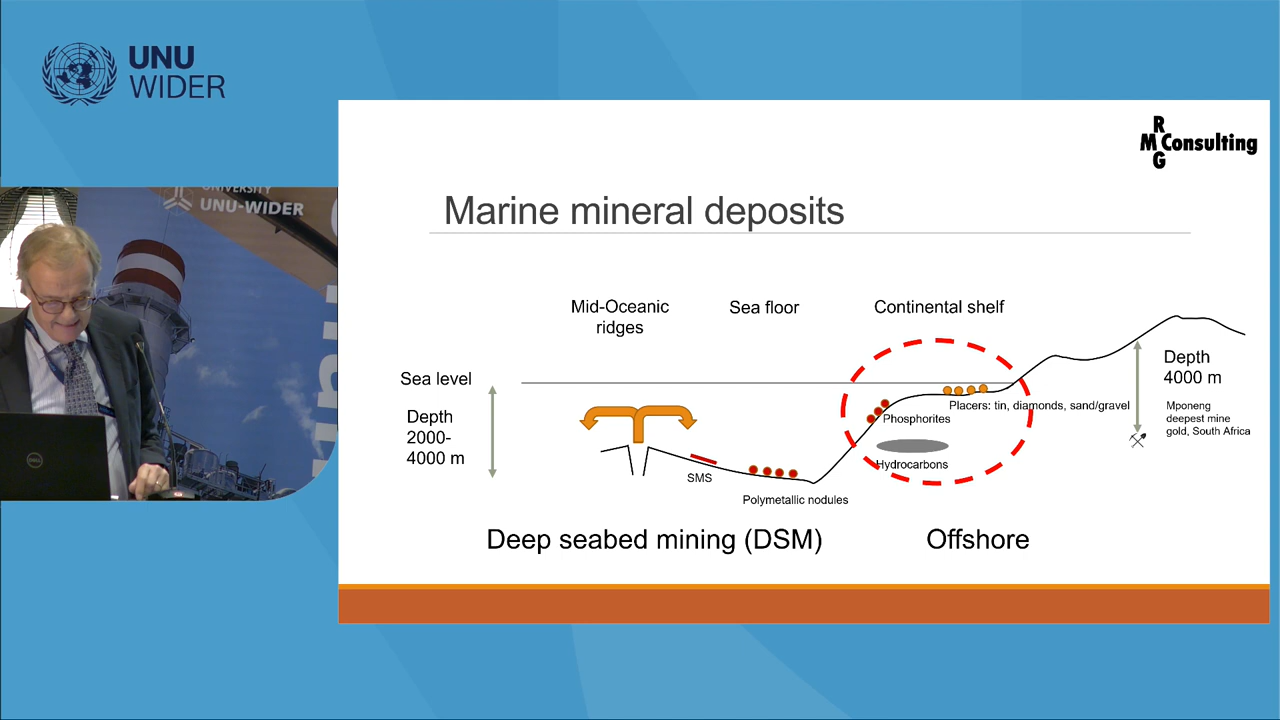 UNU
WIDER
UNIVERSITY
UNU-WIDER
R
M Consulting
G
Marine mineral deposits
Mid-Oceanic
ridges
Sea floor
Continental shelf
Sea level
Depth
2000-
4000 m
Depth
4000 m
Placers: tin, diamonds, sand/gravel
Phosphorites
Mponeng
deepest mine
gold, South Africa
Hydrocarbons
SMS
Polymetallic nodules
Deep seabed mining (DSM)
Offshore
DELL